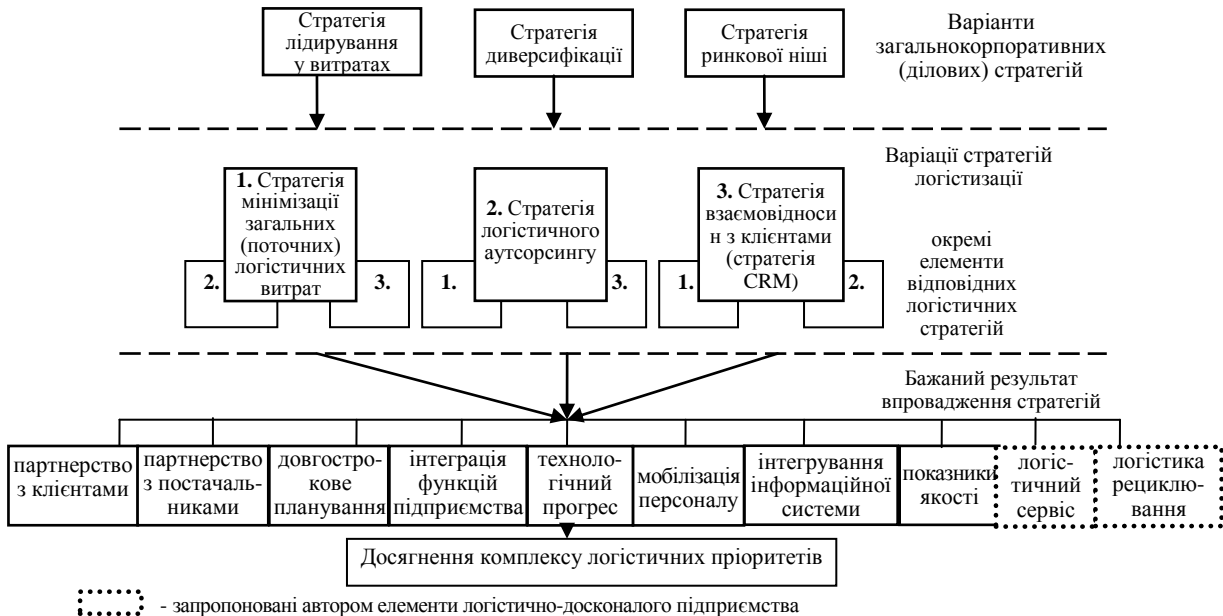 Стратегія
лідирування
у витратах
Стратегія
диверсифікації
Стратегія
ринкової ніші
Варіанти
загальнокорпоративних
(ділових) стратегій
Варіації стратегій
логістизації
1. Стратегія
мінімізації
загальних
(поточних)
логістичних
витрат
2.
3.
2. Стратегія
логістичного
аутсорсингу
1.
3.
3. Стратегія
взаємовідноси
н з клієнтами
(стратегія
CRM)
1.
2.
окремі
елементи
відповідних
логістичних
стратегій
Бажаний результат
впровадження стратегій
партнерство
з клієнтами
партнерство
з постачаль-
никами
довгостро-
кове
планування
інтеграція
функцій
підприємства
техноло-
гічний
прогрес
мобілізація
персоналу
інтегрування
інформаційної
системи
показники
якості
логіс-
тичний
сервіс
логістика
рециклю-
вання
Досягнення комплексу логістичних пріоритетів
- запропоновані автором елементи логістично-досконалого підприємства